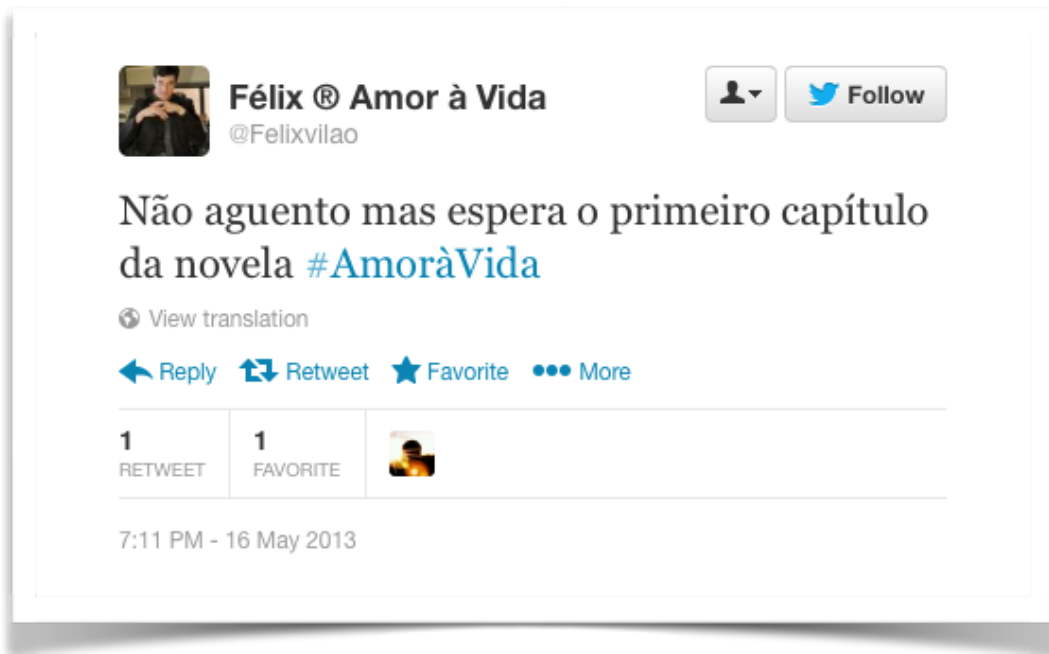 Félix ® Amor à Vida
@Felixvilao
Follow
Não aguento mas espera o primeiro capítulo
da novela #AmoràVida
View translation
Reply Retweet Favorite More
1 1
RETWEET FAVORITE
7:11 PM - 16 May 2013